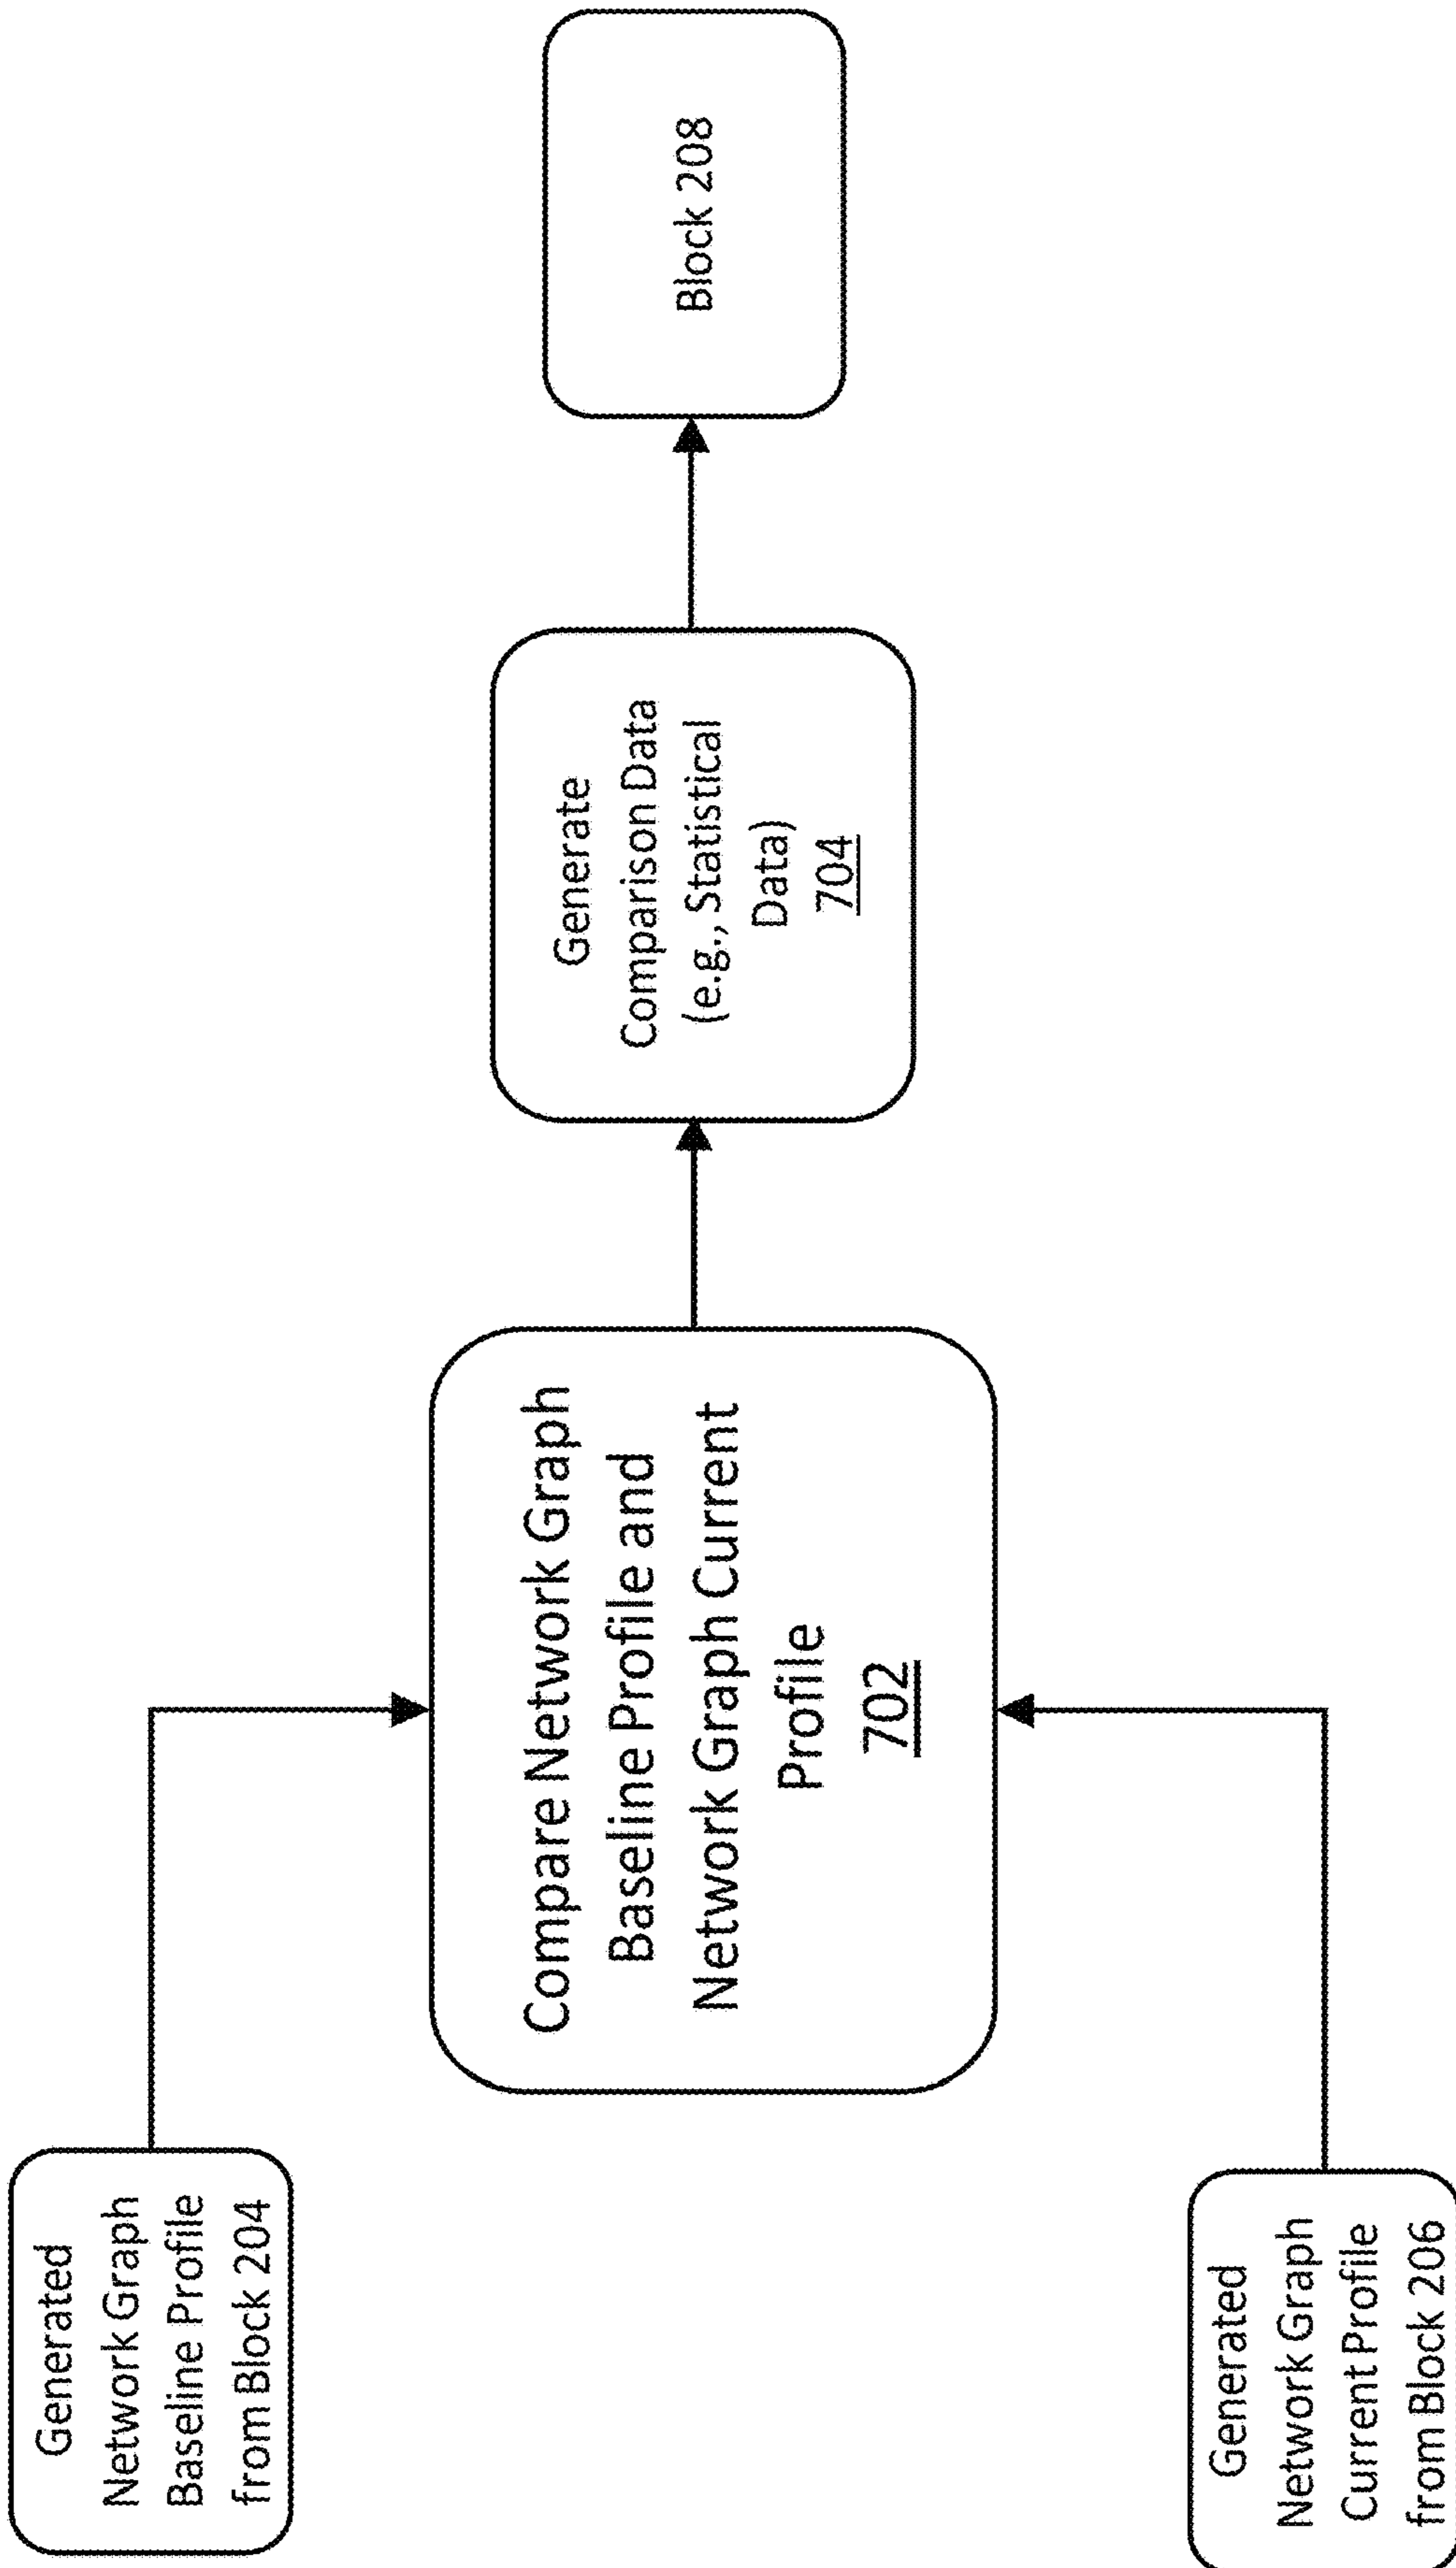 Generated
Network Graph
Baseline Profile
from Block 204
Compare Network Graph
Baseline Profile and
Network Graph Current
Profile
702
Generate
Comparison Data
(e.g., Statistical
Data)
704
Block 208
Generated
Network Graph
Current Profile
from Block 206